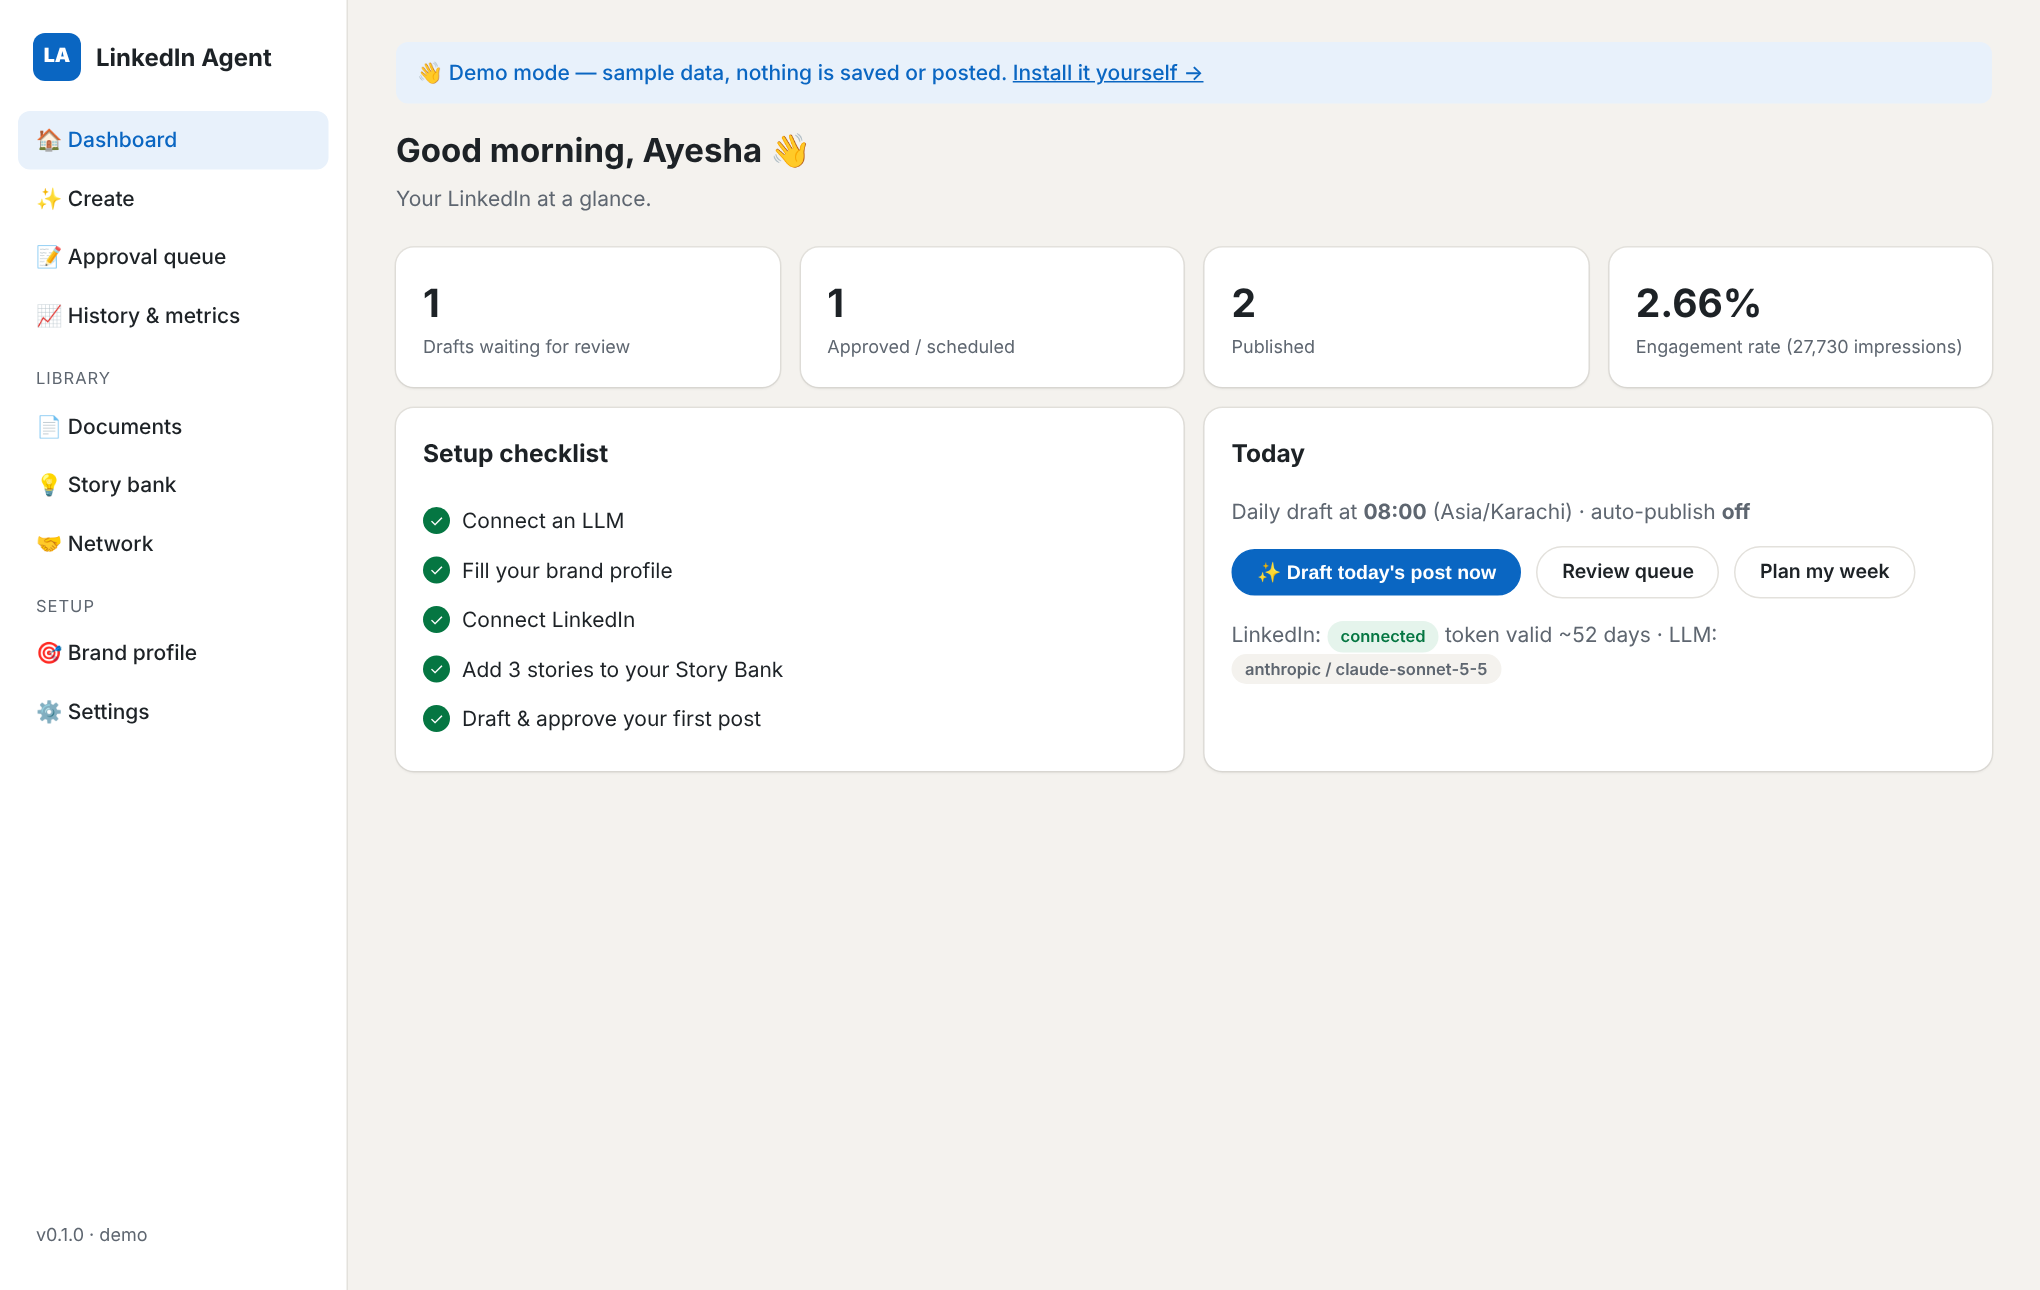 LA LinkedIn Agent
🏠 Dashboard
✨ Create
📝 Approval queue
📈 History & metrics
LIBRARY
📄 Documents
💡 Story bank
🤝 Network
SETUP
🎯 Brand profile
⚙️ Settings
v0.1.0 · demo
👋 Demo mode — sample data, nothing is saved or posted. Install it yourself →
Good morning, Ayesha 👋
Your LinkedIn at a glance.
1
Drafts waiting for review
1
Approved / scheduled
2
Published
2.66%
Engagement rate (27,730 impressions)
Setup checklist
Connect an LLM
Fill your brand profile
Connect LinkedIn
Add 3 stories to your Story Bank
Draft & approve your first post
Today
Daily draft at 08:00 (Asia/Karachi) · auto-publish off
✨ Draft today's post now Review queue Plan my week
LinkedIn: connected token valid ~52 days · LLM:
anthropic / claude-sonnet-5-5